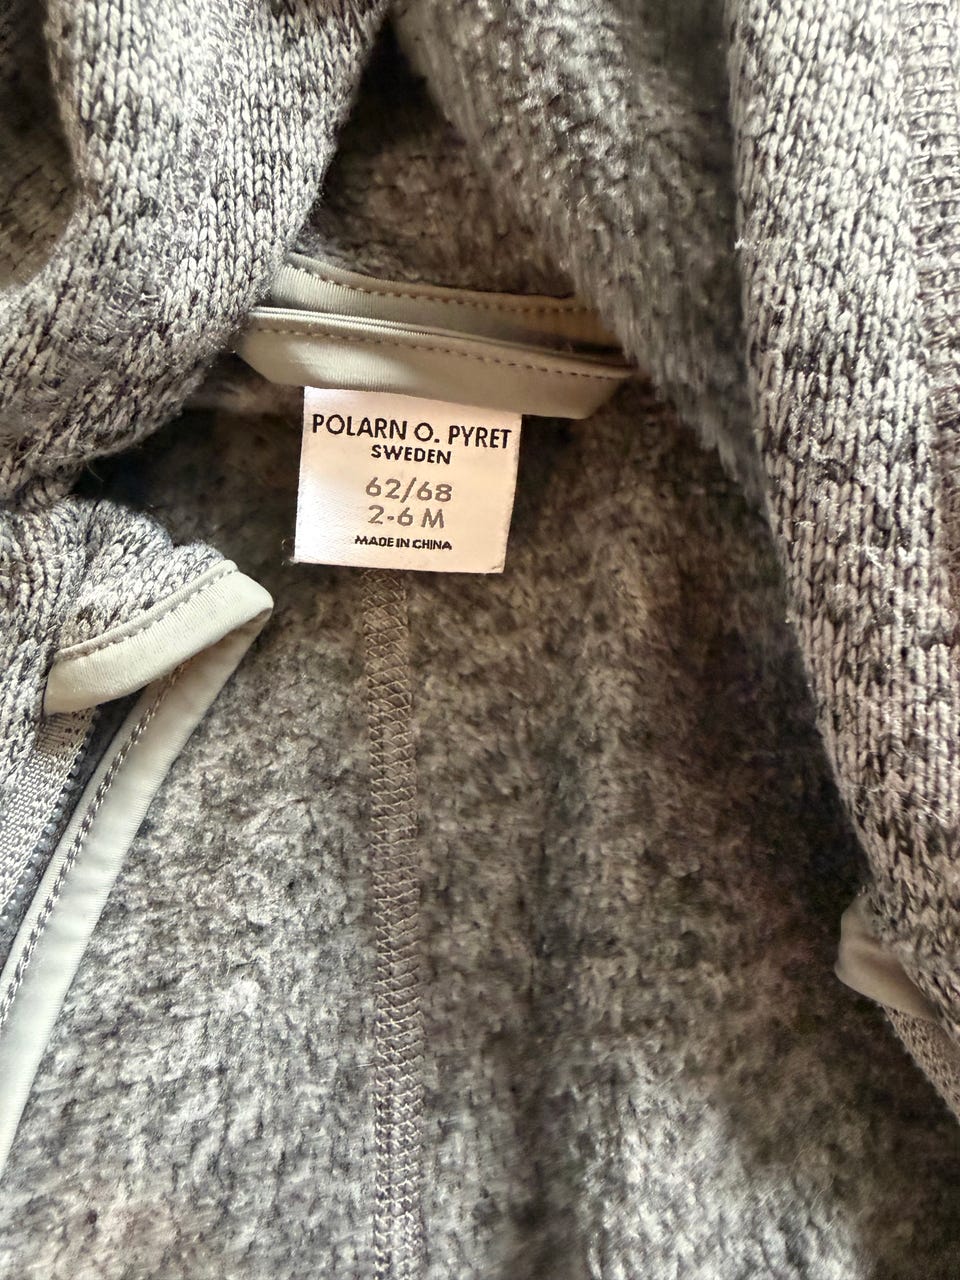 POLARN O. PYRET
SWEDEN
62/68
2-6 M
MADE IN CHINA